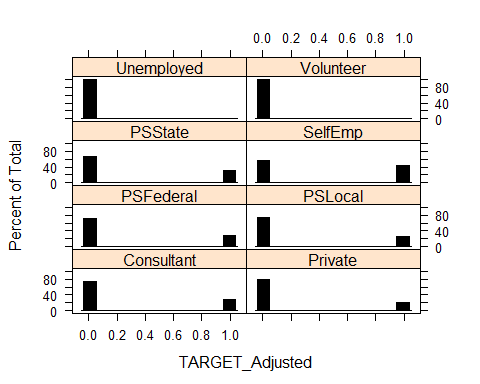 0.0 0.2 0.4 0.6 0.8 1.0
Unemployed Volunteer
80
40
0
PSState SelfEmp
80
40
0
PSFederal PSLocal
80
40
0
Consultant Private
80
40
0
0.0 0.2 0.4 0.6 0.8 1.0
Percent of Total
TARGET_Adjusted